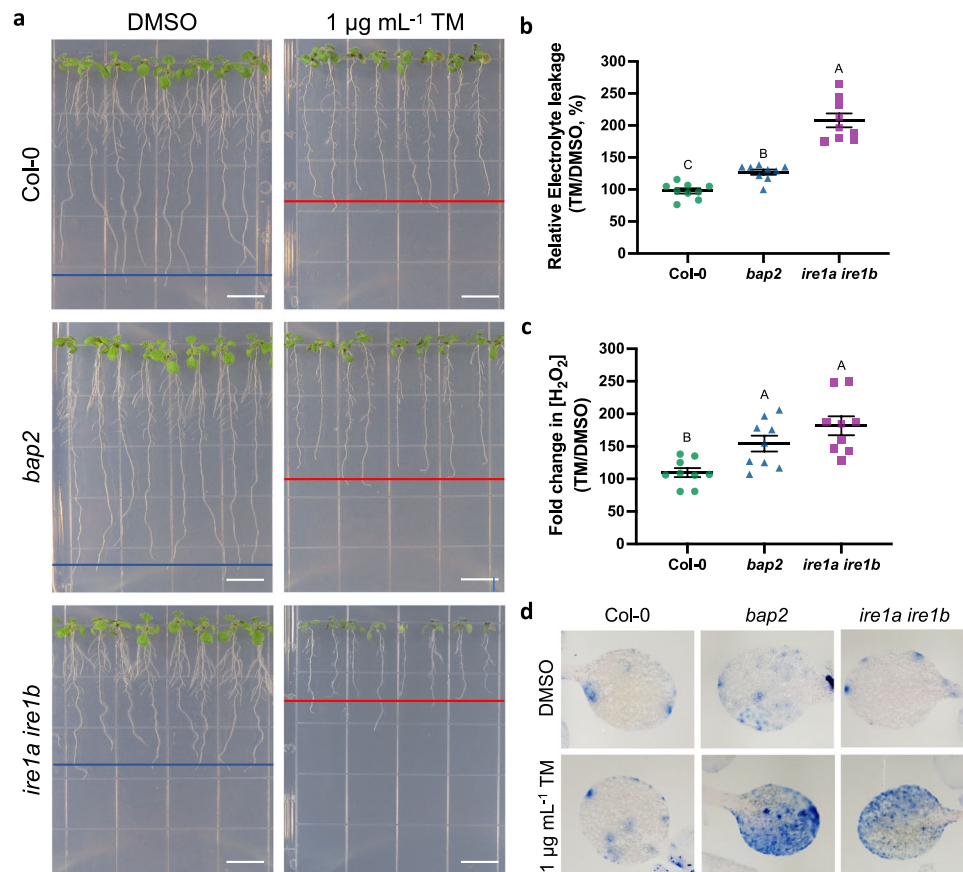 a
DMSO
1 µg mL⁻¹ TM
Col-0
bap2
ire1a ire1b
b
Relative Electrolyte leakage
(TM/DMSO, %)
300
250
200
150
100
50
0
C
B
A
Col-0
bap2
ire1a ire1b
c
Fold change in [H₂O₂]
(TM/DMSO)
300
250
200
150
100
50
0
B
A
A
Col-0
bap2
ire1a ire1b
d
Col-0
bap2
ire1a ire1b
DMSO
1 µg mL⁻¹ TM